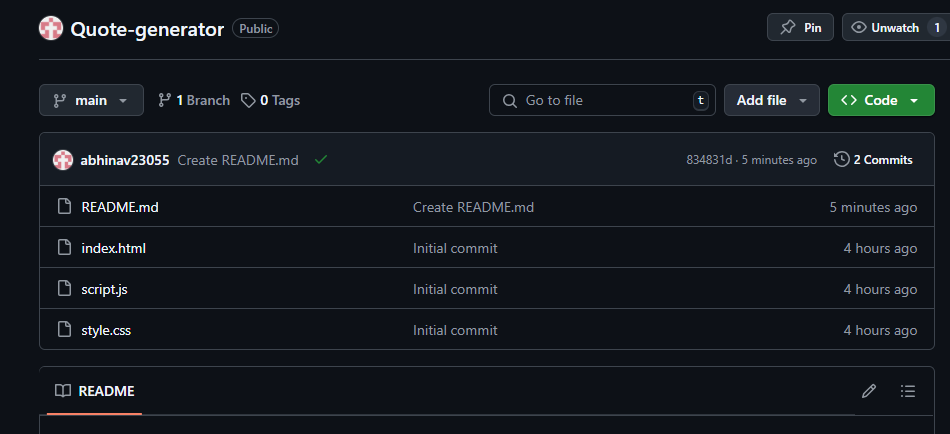 Quote-generator Public Pin Unwatch 1
main 1 Branch 0 Tags Go to file t Add file Code
abhinav23055 Create README.md 834831d · 5 minutes ago 2 Commits
README.md Create README.md 5 minutes ago
index.html Initial commit 4 hours ago
script.js Initial commit 4 hours ago
style.css Initial commit 4 hours ago
README